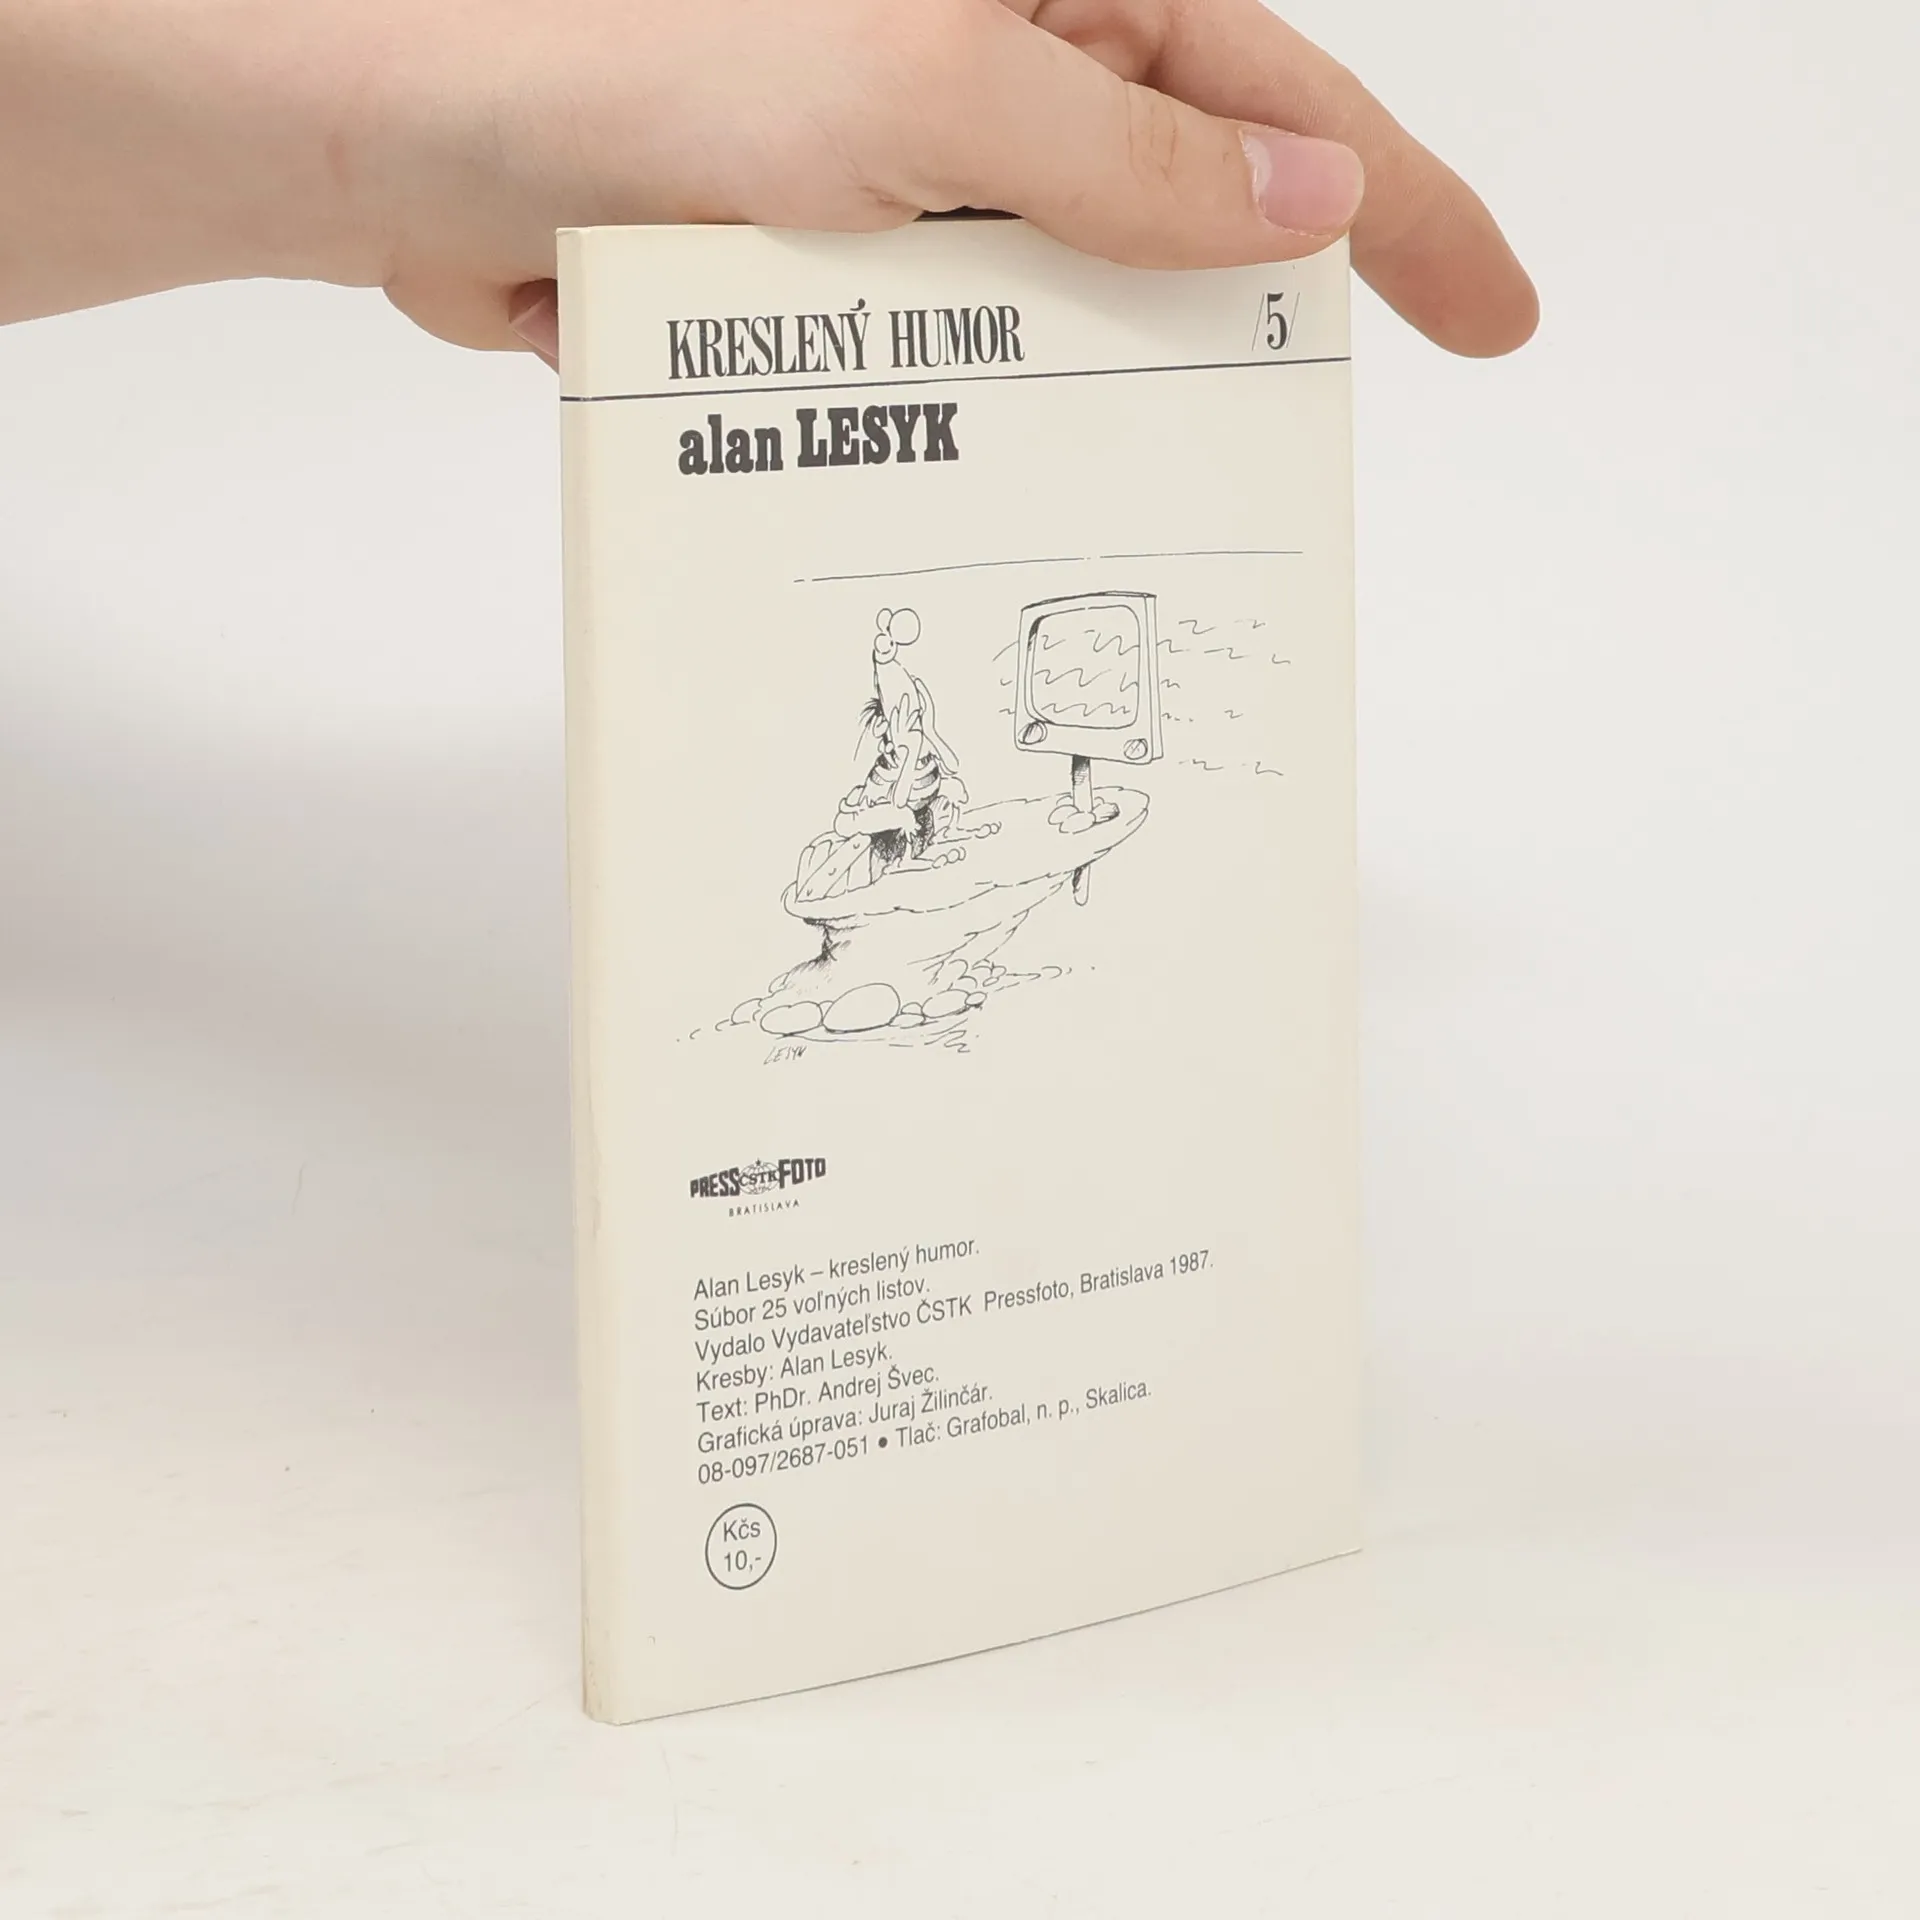 KRESLENÝ HUMOR /5/
alan LESYK
LESYK
PRESS ČSTK FOTO
BRATISLAVA
Alan Lesyk – kreslený humor.
Súbor 25 voľných listov.
Vydalo Vydavateľstvo ČSTK Pressfoto, Bratislava 1987.
Kresby: Alan Lesyk.
Text: PhDr. Andrej Švec.
Grafická úprava: Juraj Žilinčár.
08-097/2687-051 • Tlač: Grafobal, n. p., Skalica.
Kčs
10,-